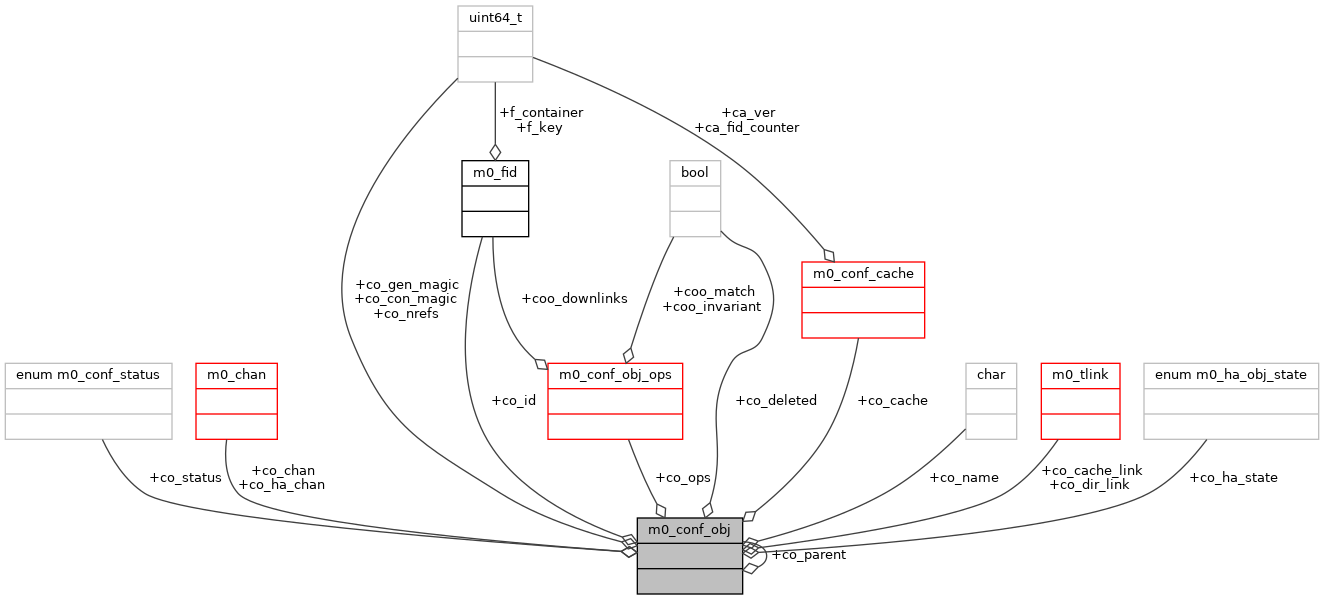 uint64_t
+f_container
+f_key
+ca_ver
+ca_fid_counter
m0_fid
bool
m0_conf_cache
+co_gen_magic
+co_con_magic
+co_nrefs
+coo_downlinks
+coo_match
+coo_invariant
enum m0_conf_status
m0_chan
m0_conf_obj_ops
char
m0_tlink
enum m0_ha_obj_state
+co_id
+co_deleted
+co_cache
+co_status
+co_chan
+co_ha_chan
+co_ops
+co_name
+co_cache_link
+co_dir_link
+co_ha_state
m0_conf_obj
+co_parent